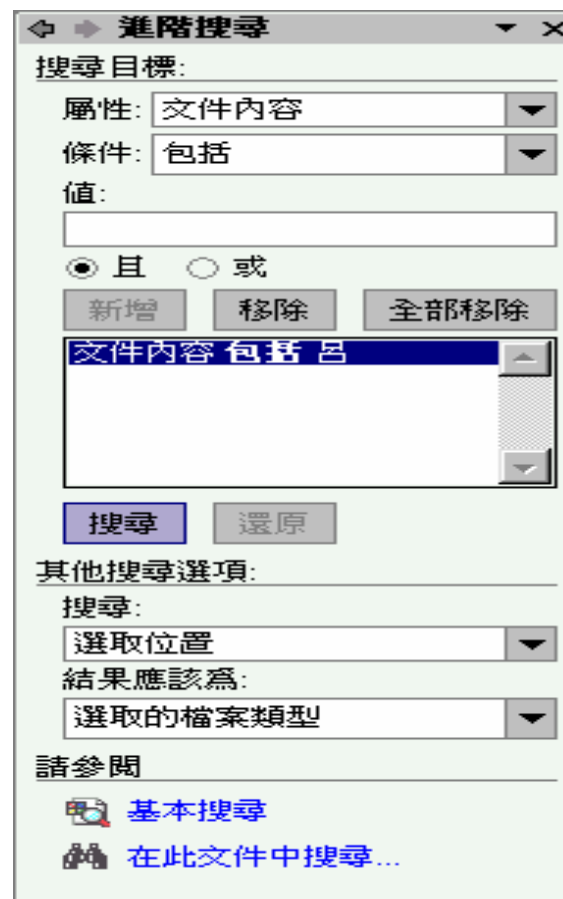 進階搜尋
搜尋目標:
屬性: 文件內容
條件: 包括
值:
且 或
新增 移除 全部移除
文件內容 包括 呂
搜尋 還原
其他搜尋選項:
搜尋:
選取位置
結果應該為:
選取的檔案類型
請參閱
基本搜尋
在此文件中搜尋...